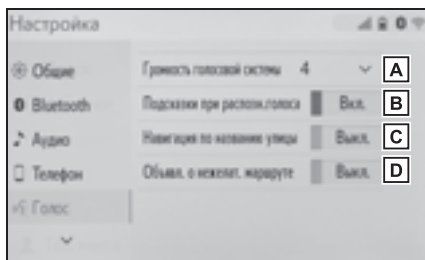 Настройка
Общие
Громкость голосовой системы 4 A
Bluetooth
Подсказки при распозн.голоса Вкл. B
Аудио
Навигация по названию улицы Выкл. C
Телефон
Объявл. о нежелат. маршруте Выкл. D
Голос